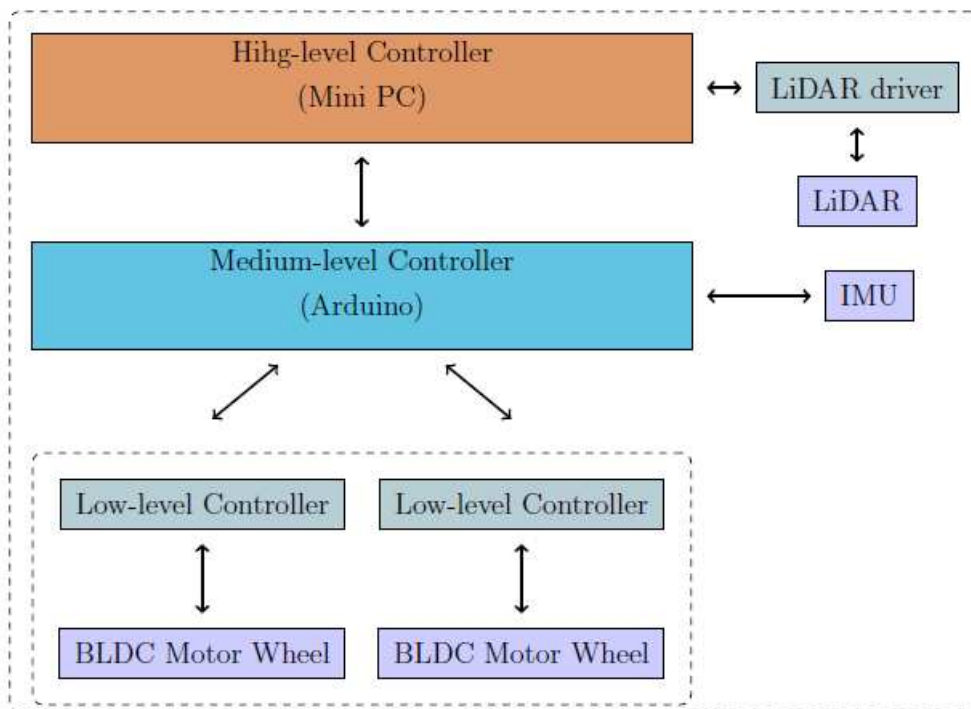 Hihg-level Controller
(Mini PC)
LiDAR driver
LiDAR
Medium-level Controller
(Arduino)
IMU
Low-level Controller
Low-level Controller
BLDC Motor Wheel
BLDC Motor Wheel